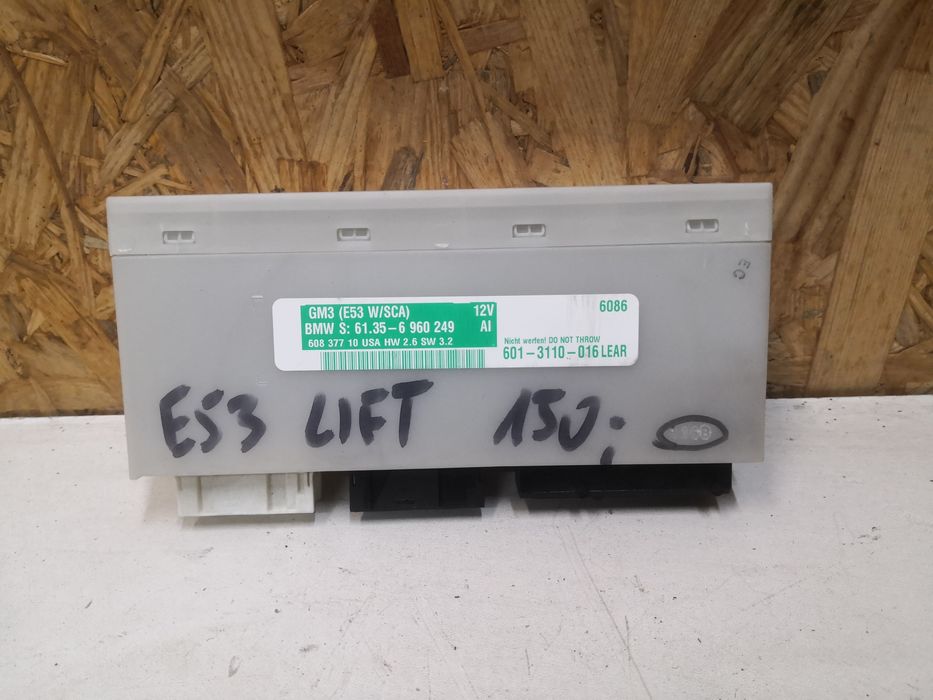 GM3 (E53 W/SCA) 12V
BMW S: 61.35-6 960 249 AI
608 377 10 USA HW 2.6 SW 3.2
6086
Nicht werfen! DO NOT THROW
601-3110-016 LEAR
E53 LIFT 150,-